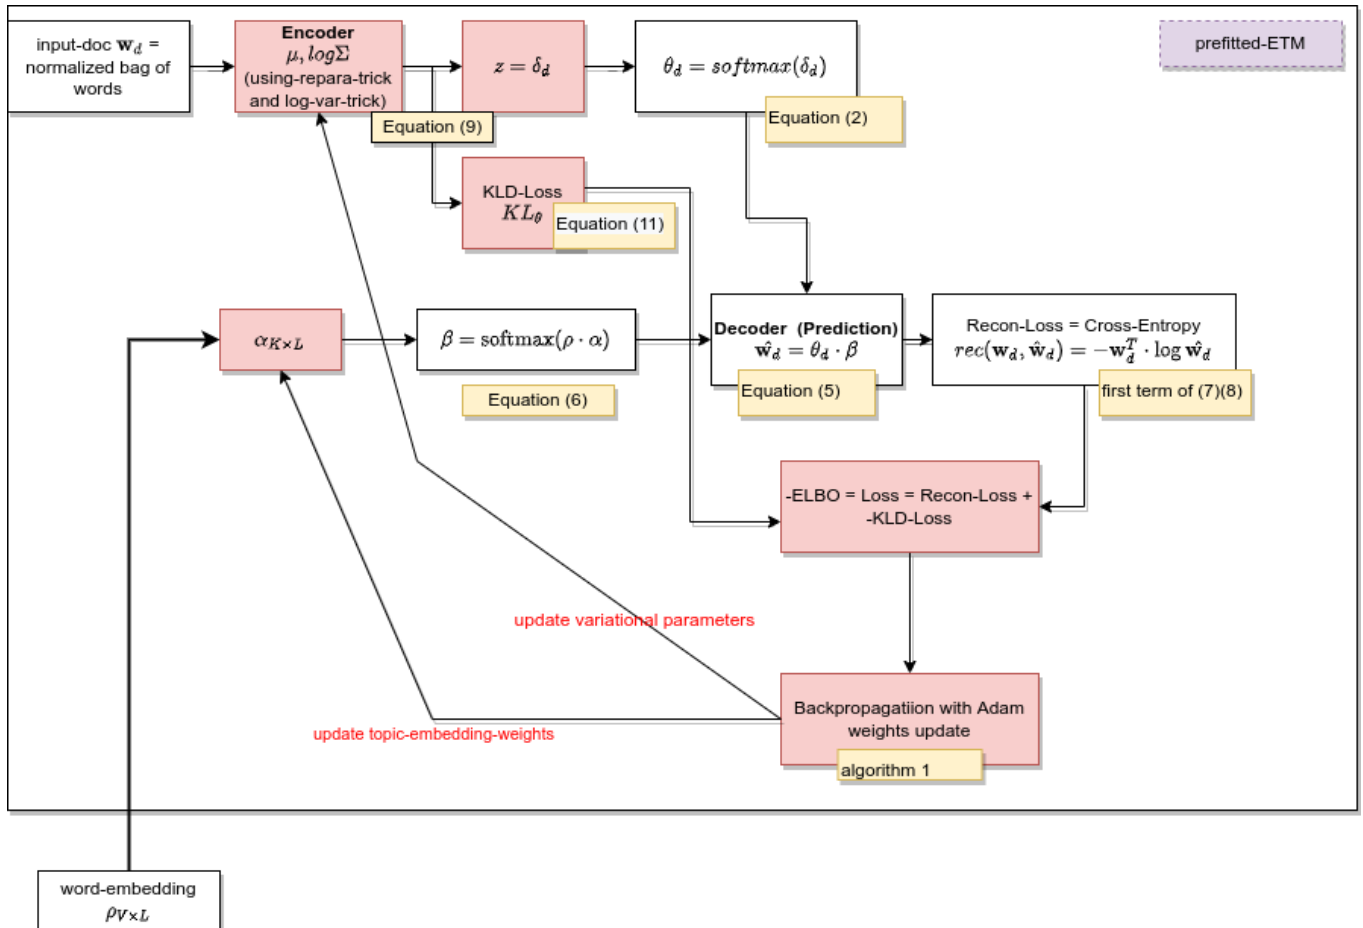 input-doc w_d =
normalized bag of
words
Encoder
μ, logΣ
(using-repara-trick
and log-var-trick)
Equation (9)
z = δ_d
θ_d = softmax(δ_d)
Equation (2)
prefitted-ETM
KLD-Loss
KL_θ
Equation (11)
α_{K×L}
β = softmax(ρ · α)
Equation (6)
Decoder (Prediction)
ŵ_d = θ_d · β
Equation (5)
Recon-Loss = Cross-Entropy
rec(w_d, ŵ_d) = −w_d^T · log ŵ_d
first term of (7)(8)
-ELBO = Loss = Recon-Loss +
-KLD-Loss
update variational parameters
update topic-embedding-weights
Backpropagatiion with Adam
weights update
algorithm 1
word-embedding
ρ_{V×L}